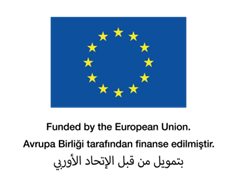 Funded by the European Union.
Avrupa Birliği tarafından finanse edilmiştir.
بتمويل من قبل الإتحاد الأوربي